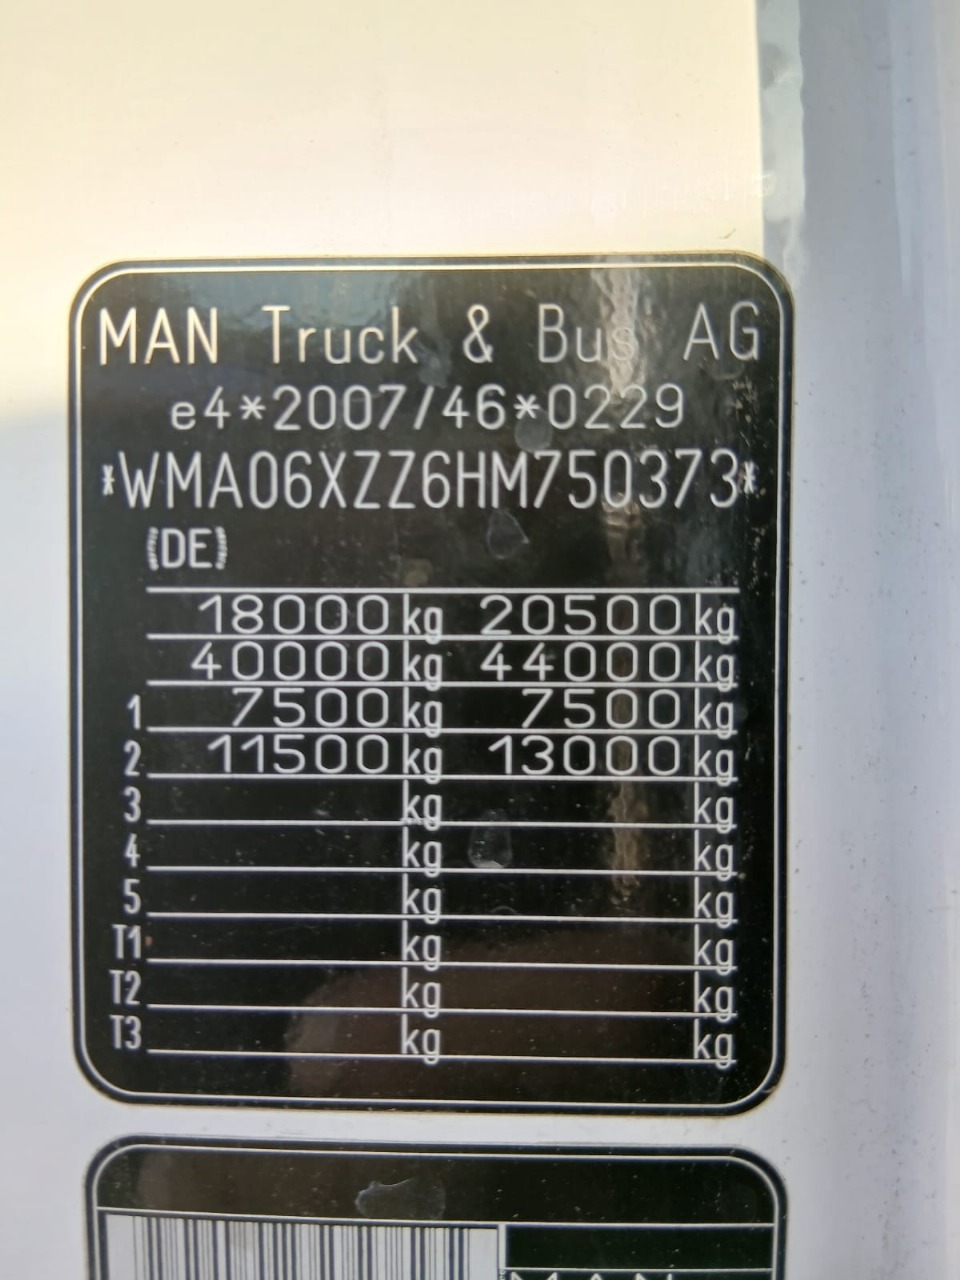 MAN Truck & Bus AG
e4*2007/46*0229
*WMA06XZZ6HM750373*
(DE)
18000 kg 20500 kg
40000 kg 44000 kg
1 7500 kg 7500 kg
2 11500 kg 13000 kg
3 kg kg
4 kg kg
5 kg kg
T1 kg kg
T2 kg kg
T3 kg kg
MAN